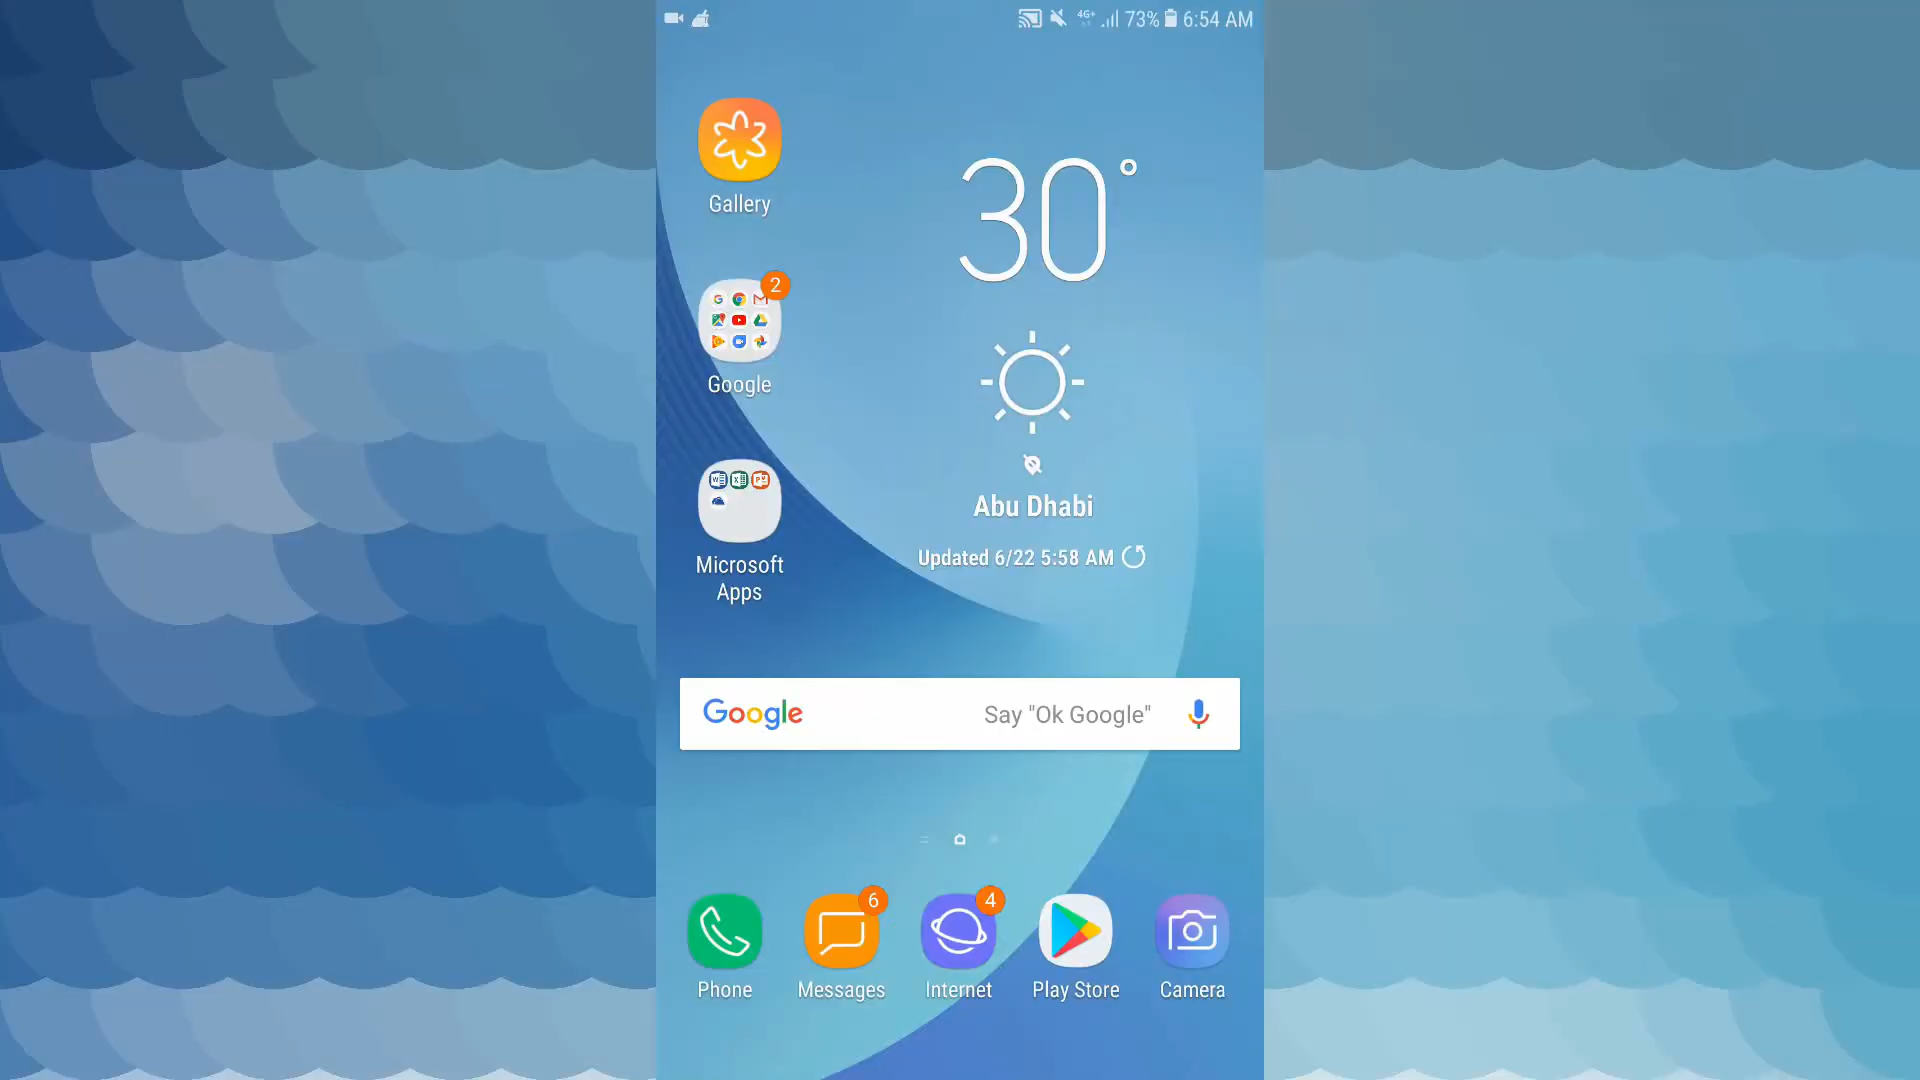 4G+ 73% 6:54 AM
Gallery
30°
2
Google
Abu Dhabi
Updated 6/22 5:58 AM
Microsoft
Apps
Google Say "Ok Google"
6
4
Phone Messages Internet Play Store Camera